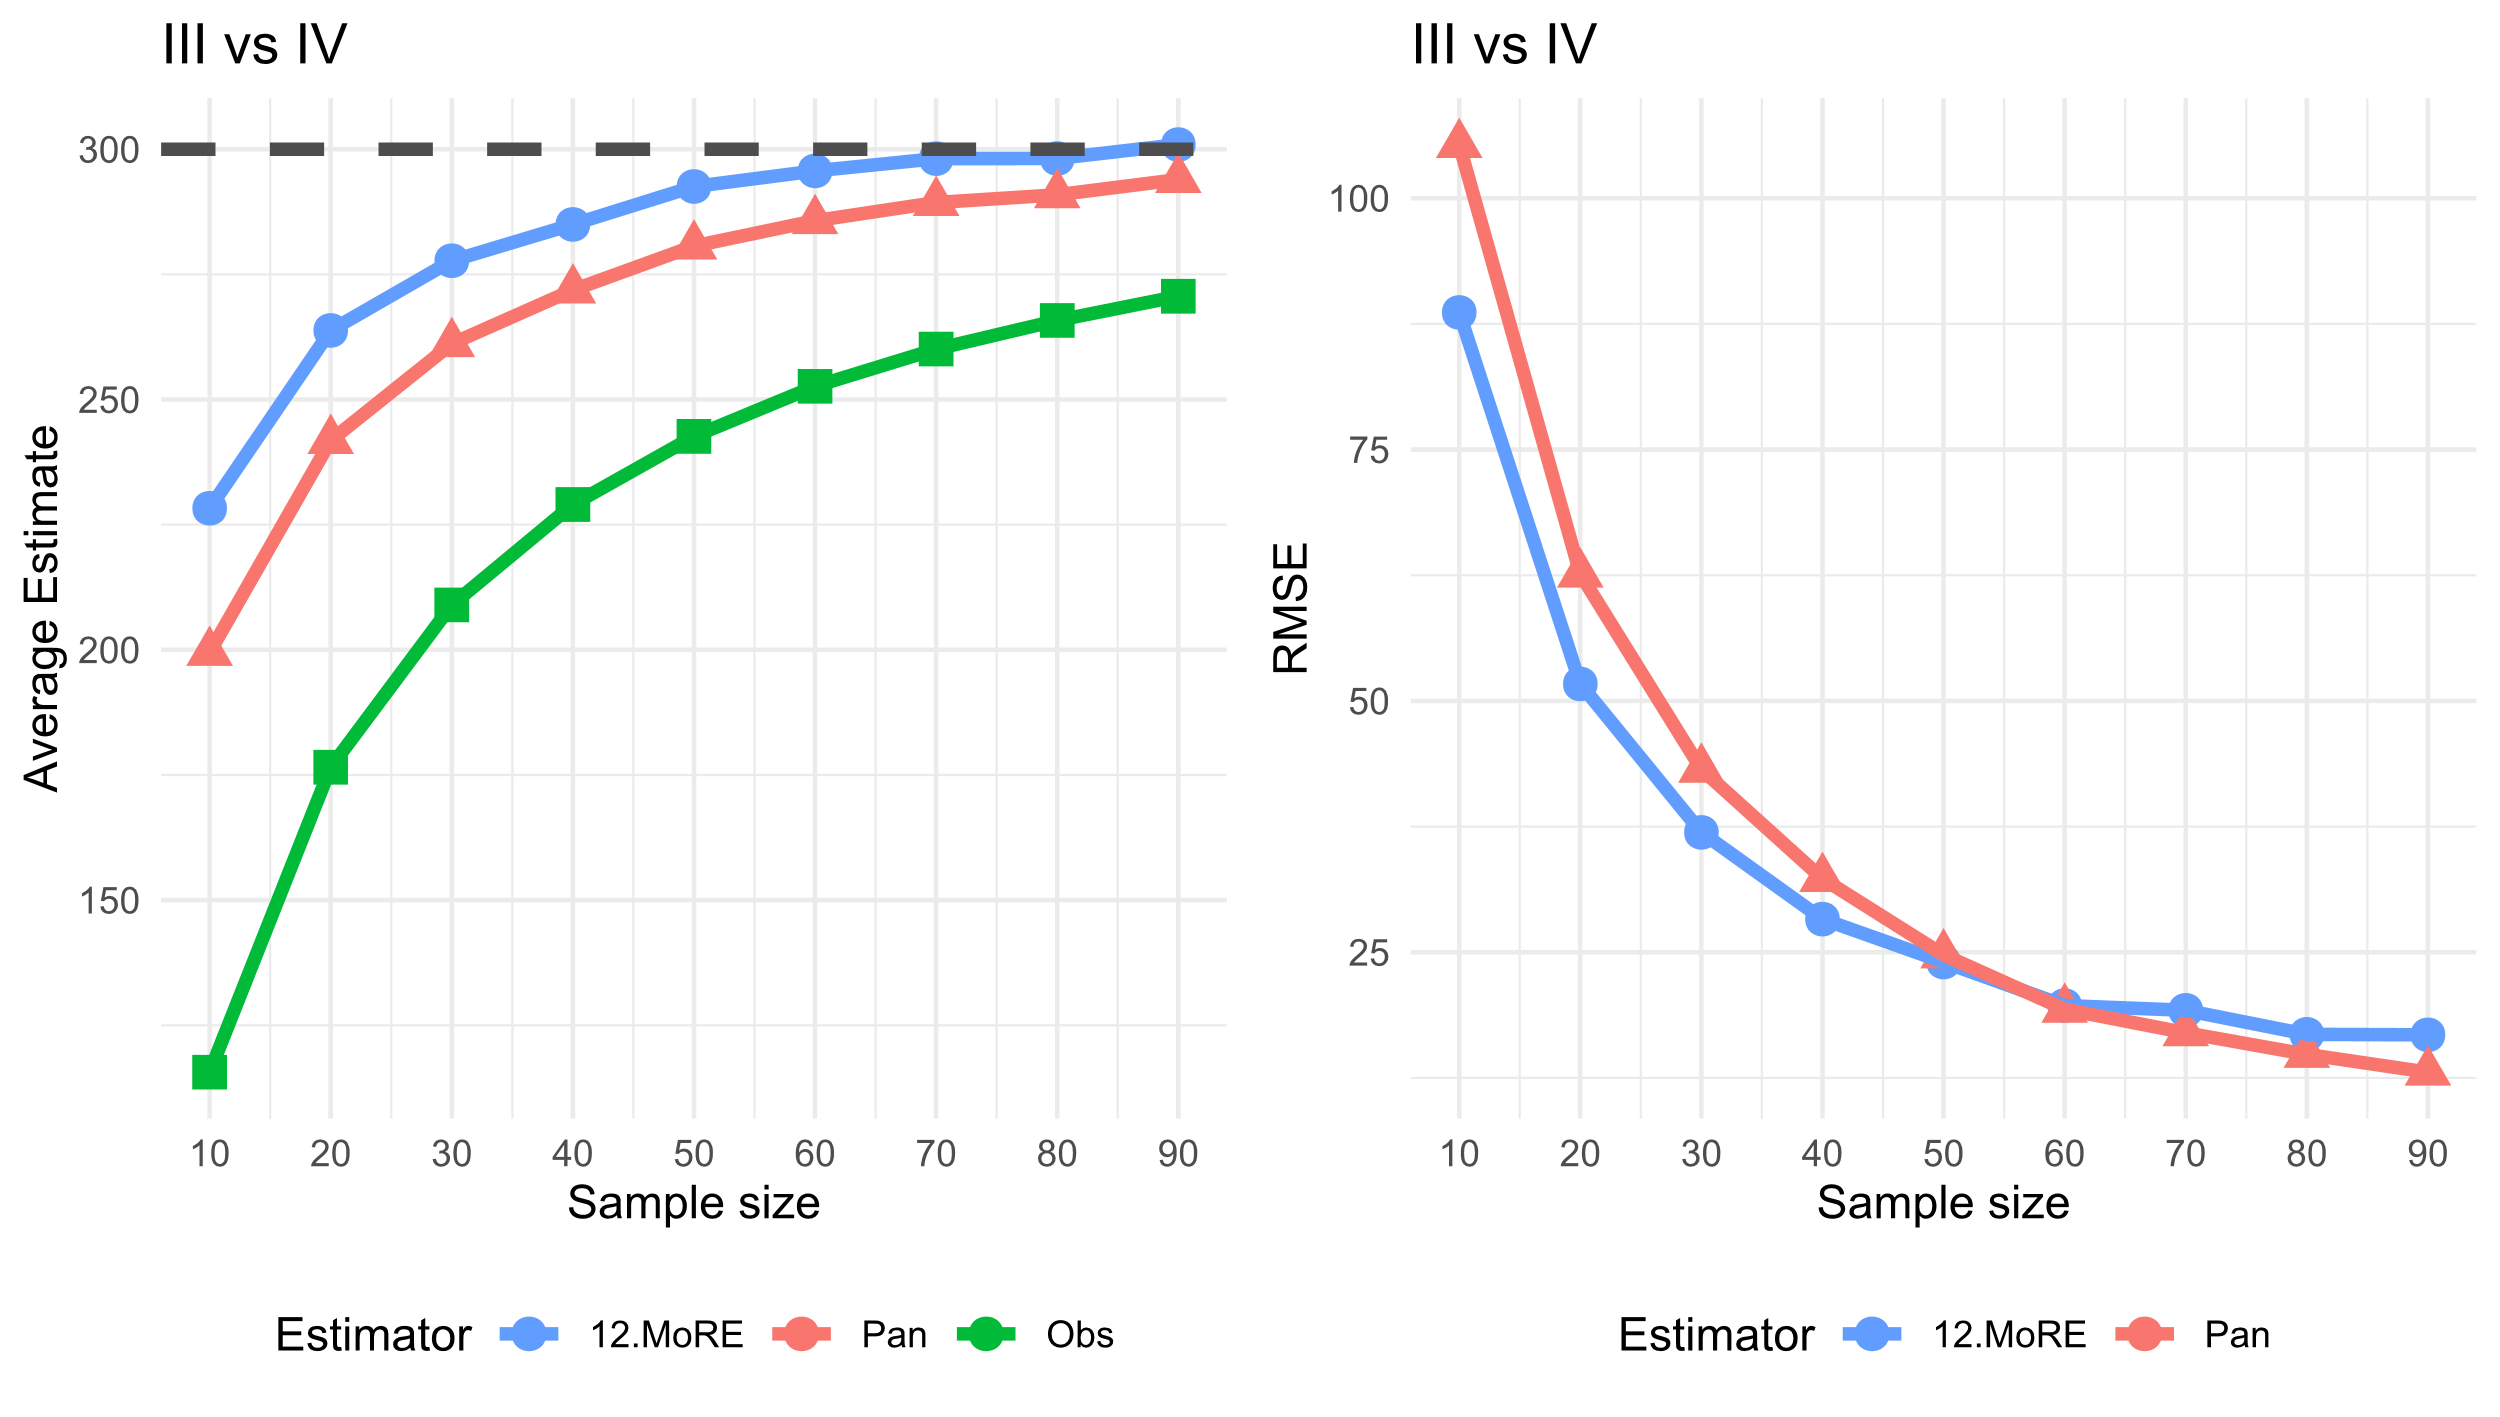 III vs IV
Average Estimate
300
250
200
150
10 20 30 40 50 60 70 80 90
Sample size
Estimator 12.MoRE Pan Obs
III vs IV
RMSE
100
75
50
25
10 20 30 40 50 60 70 80 90
Sample size
Estimator 12.MoRE Pan